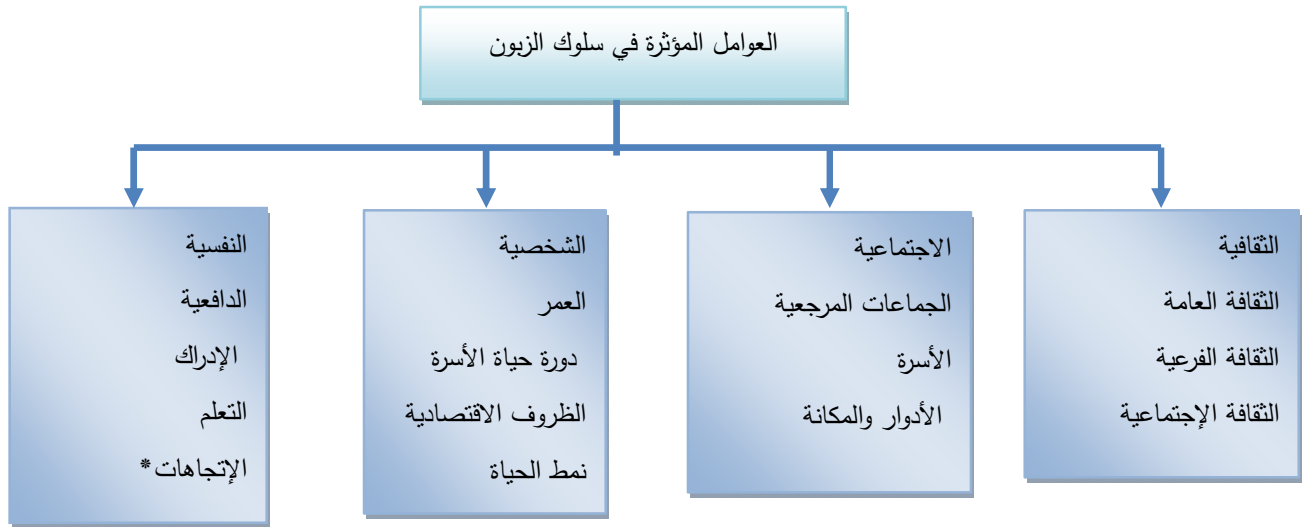 العوامل المؤثرة في سلوك الزبون
الثقافية
الثقافة العامة
الثقافة الفرعية
الثقافة الإجتماعية
الاجتماعية
الجماعات المرجعية
الأسرة
الأدوار والمكانة
الشخصية
العمر
دورة حياة الأسرة
الظروف الاقتصادية
نمط الحياة
النفسية
الدافعية
الإدراك
التعلم
الإتجاهات*